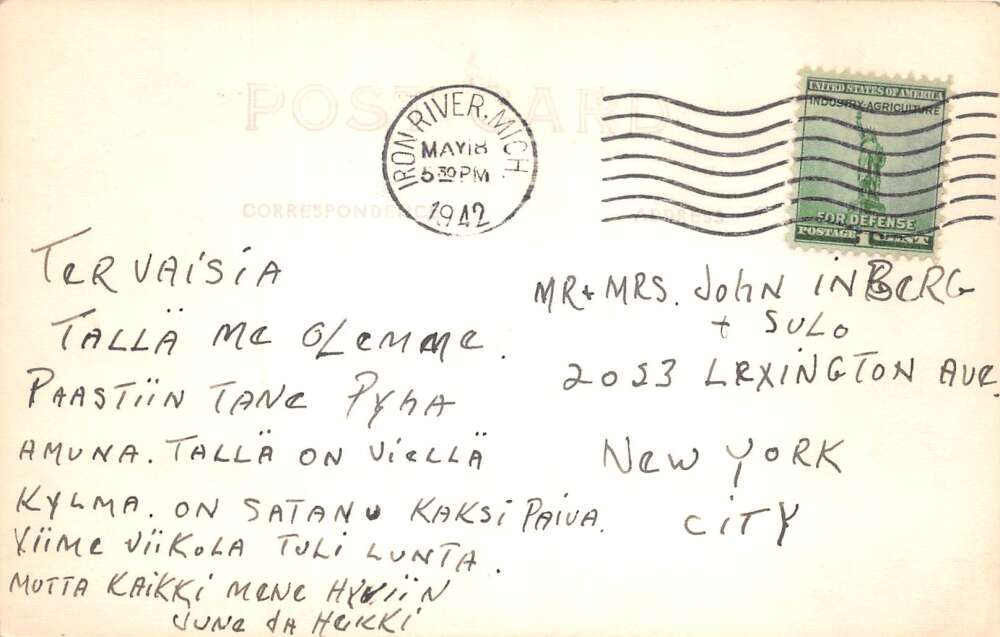 POST CARD
IRON RIVER, MICH.
MAY 18
5 30 PM
1942
UNITED STATES OF AMERICA
INDUSTRY-AGRICULTURE
FOR DEFENSE
POSTAGE 1 CENT
CORRESPONDENCE
ADDRESS
TERVAISIA
TALLÄ ME OLEMME.
PAASTIIN TANE PYHA
AMUNA. TALLÄ ON VIELLÄ
KYLMA. ON SATANU KAKSI PAIVA.
VIIME VIIKOLA TULI LUNTA.
MUTTA KAIKKI MENE HYVIIN
JUNE JA HEIKKI
MR + MRS. JOHN INBERG
+ SULO
2053 LEXINGTON AVE.
NEW YORK
CITY